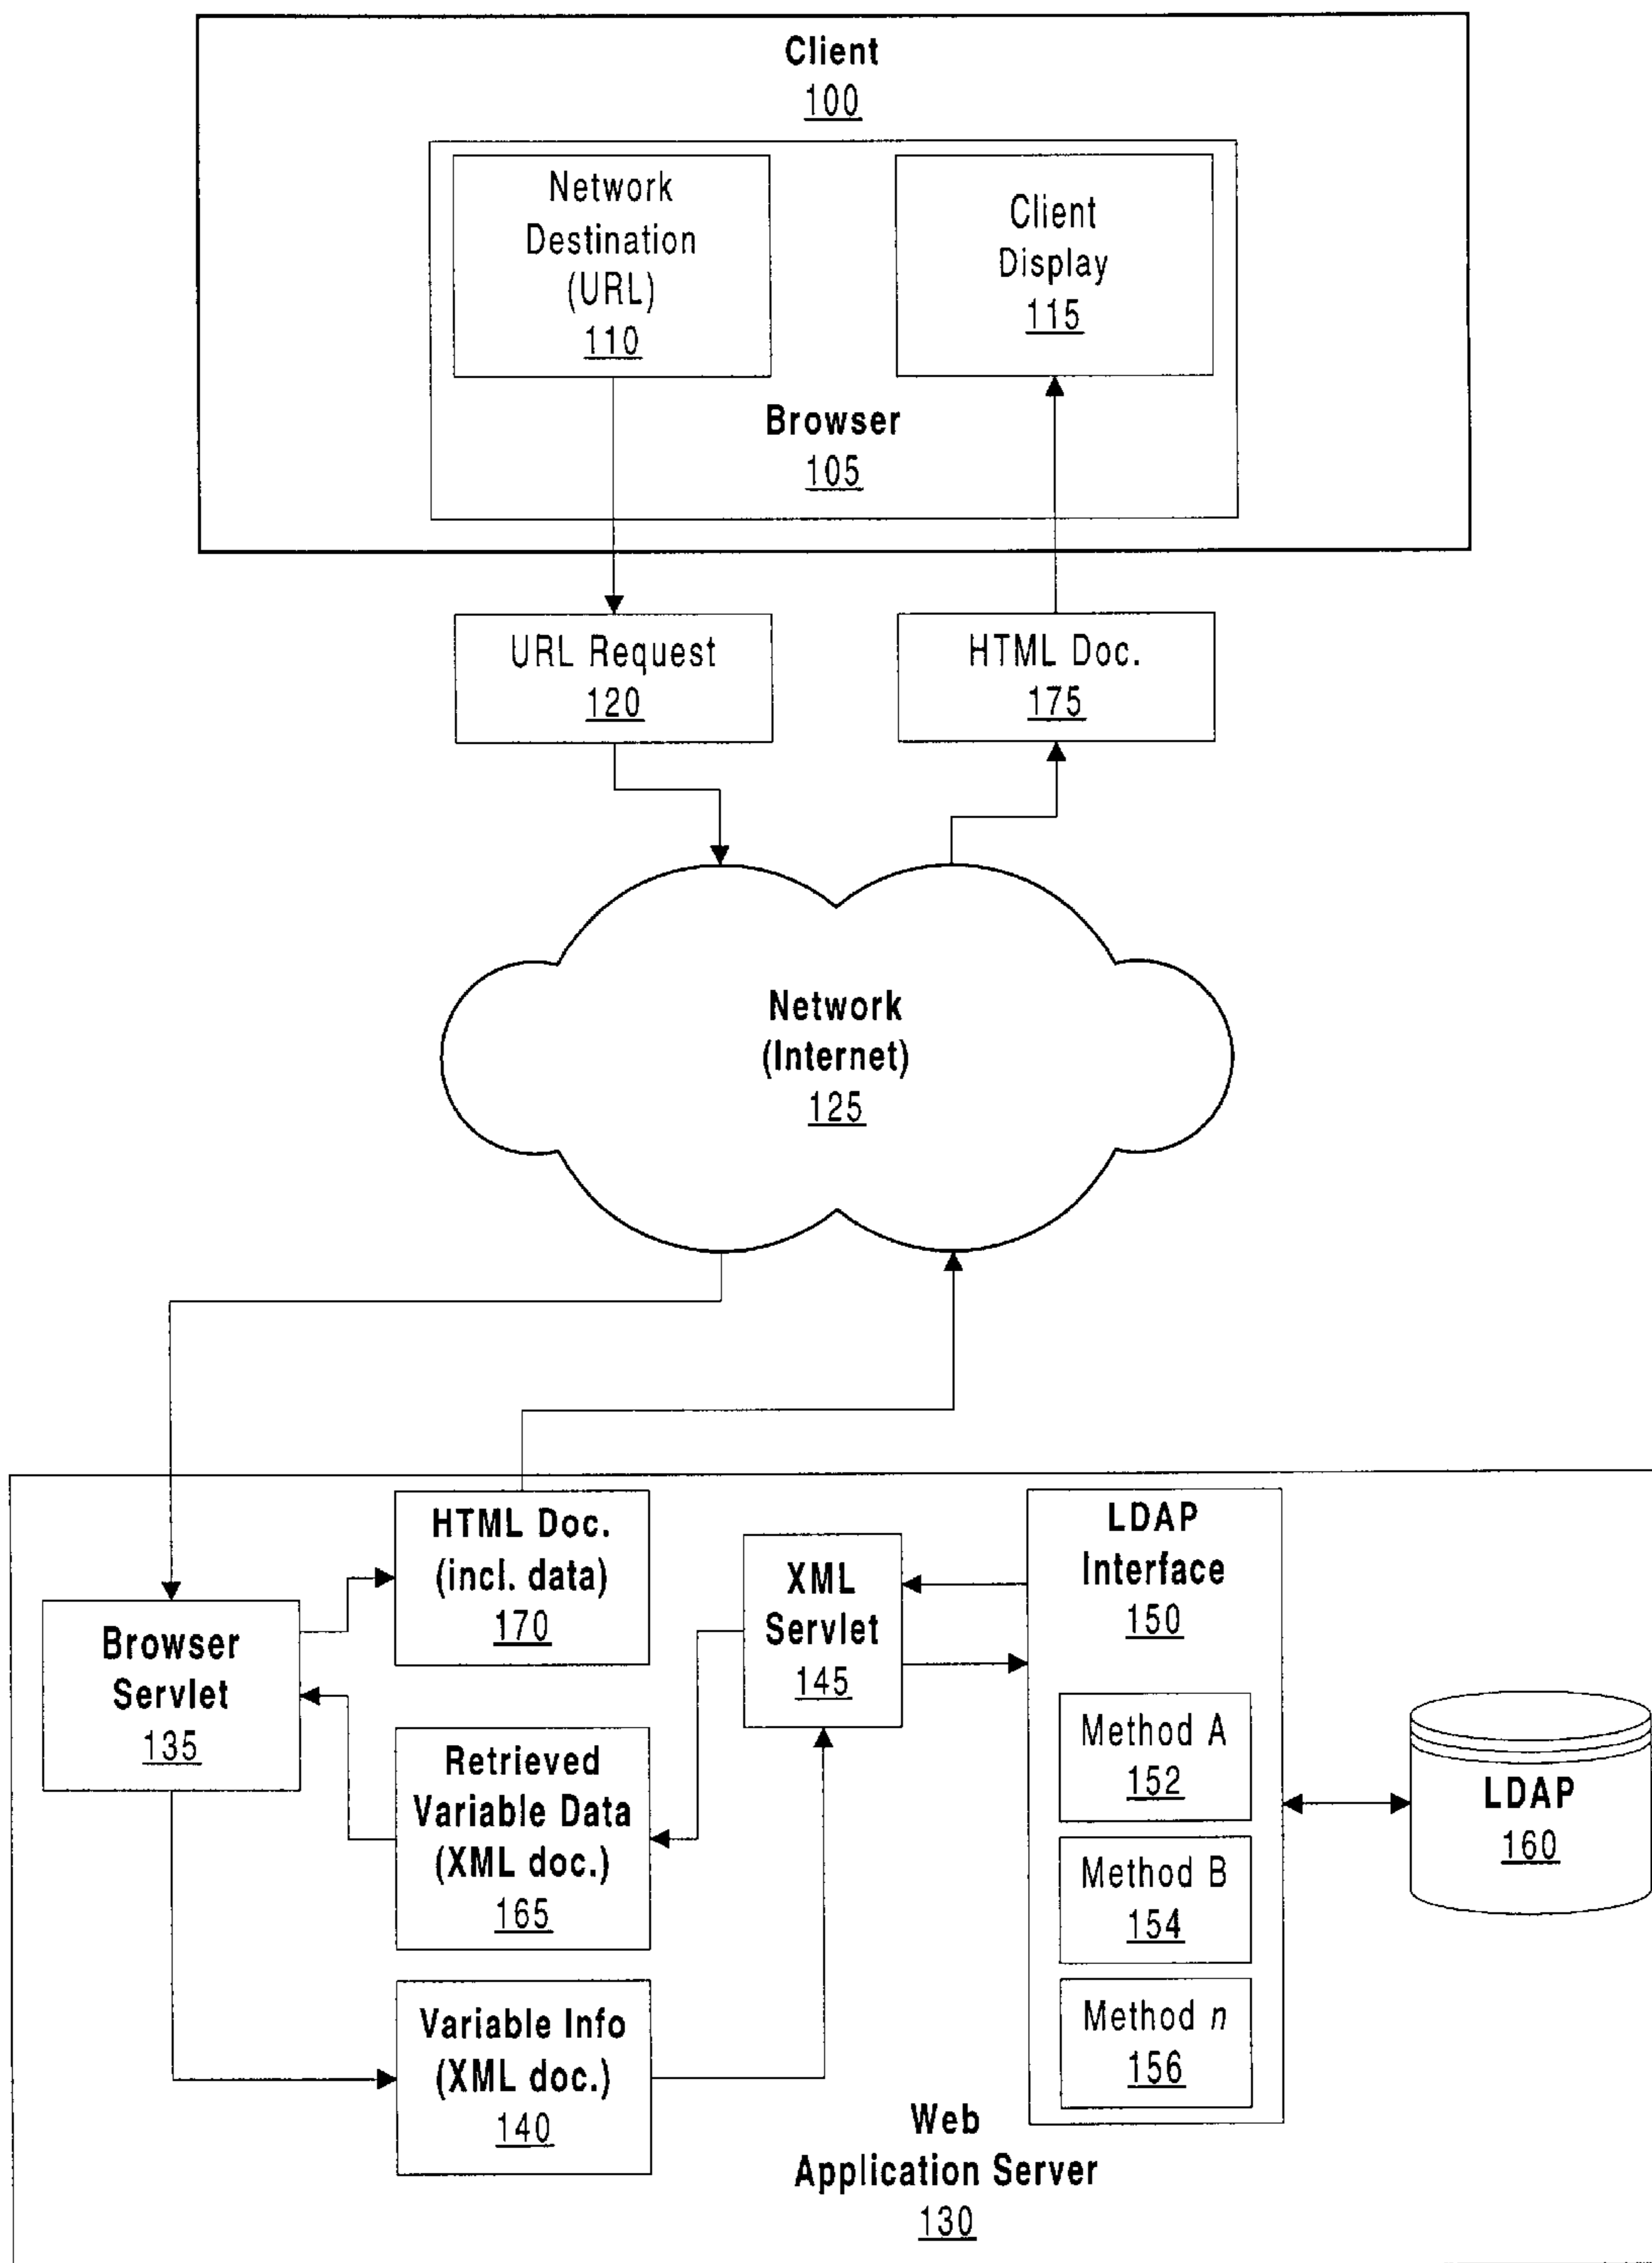 Client
100
Network
Destination
(URL)
110
Client
Display
115
Browser
105
URL Request
120
HTML Doc.
175
Network
(Internet)
125
HTML Doc.
(incl. data)
170
XML
Servlet
145
LDAP
Interface
150
Browser
Servlet
135
Retrieved
Variable Data
(XML doc.)
165
Method A
152
Method B
154
Method n
156
LDAP
160
Variable Info
(XML doc.)
140
Web
Application Server
130